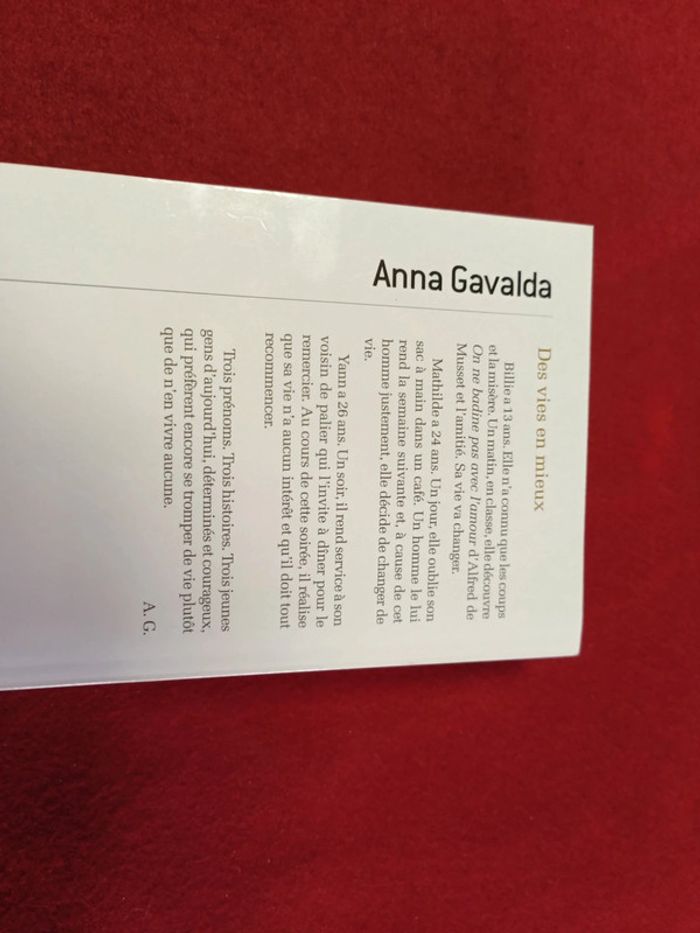 Anna Gavalda
Des vies en mieux
Billie a 13 ans. Elle n'a connu que les coups
et la misère. Un matin, en classe, elle découvre
On ne badine pas avec l'amour d'Alfred de
Musset et l'amitié. Sa vie va changer.
Mathilde a 24 ans. Un jour, elle oublie son
sac à main dans un café. Un homme le lui
rend la semaine suivante et, à cause de cet
homme justement, elle décide de changer de
vie.
Yann a 26 ans. Un soir, il rend service à son
voisin de palier qui l'invite à dîner pour le
remercier. Au cours de cette soirée, il réalise
que sa vie n'a aucun intérêt et qu'il doit tout
recommencer.
Trois prénoms. Trois histoires. Trois jeunes
gens d'aujourd'hui, déterminés et courageux,
qui préfèrent encore se tromper de vie plutôt
que de n'en vivre aucune.
A. G.